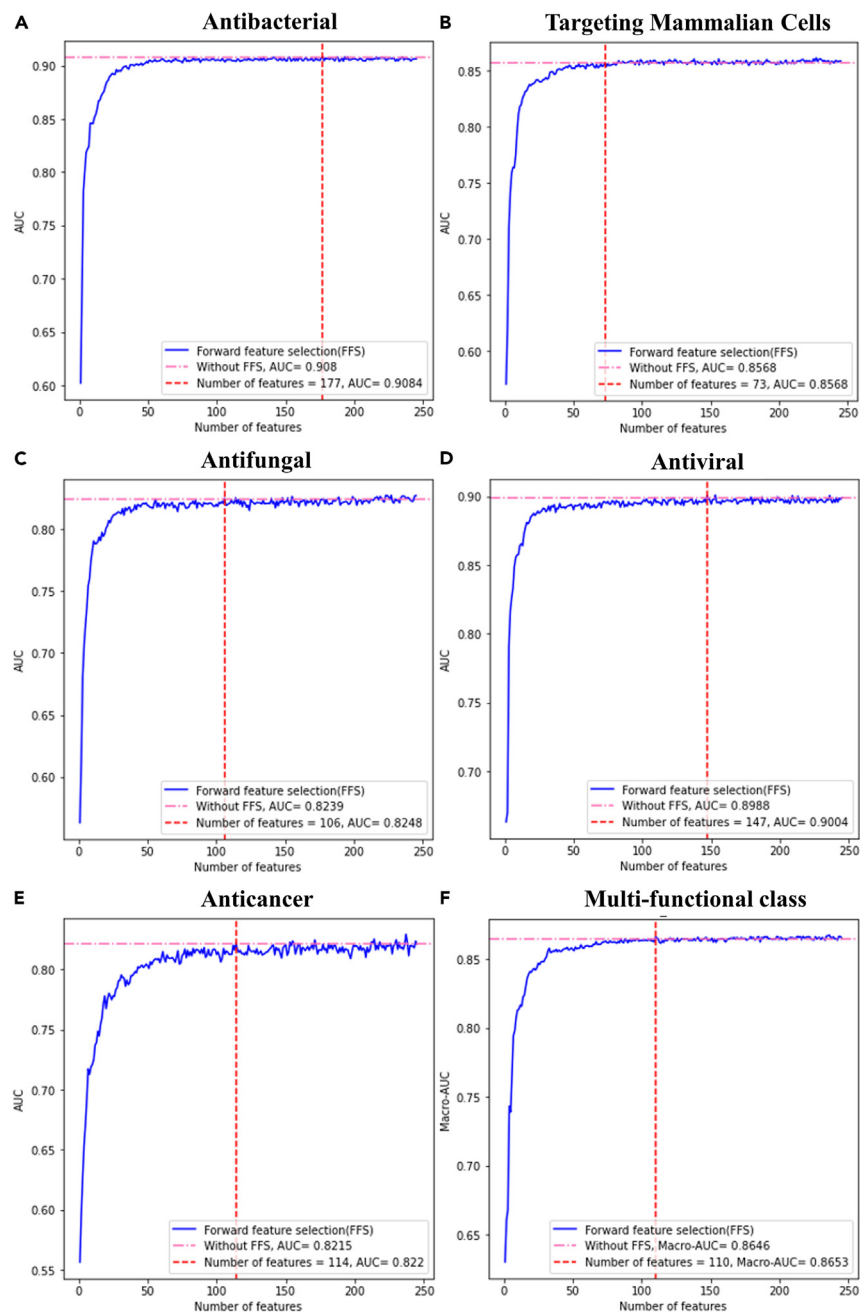 A
Antibacterial
0.90
0.85
0.80
0.75
0.70
0.65
0.60
AUC
0
50
100
150
200
250
Number of features
Forward feature selection(FFS)
Without FFS, AUC= 0.908
Number of features = 177, AUC= 0.9084
B
Targeting Mammalian Cells
0.85
0.80
0.75
0.70
0.65
0.60
AUC
0
50
100
150
200
250
Number of features
Forward feature selection(FFS)
Without FFS, AUC= 0.8568
Number of features = 73, AUC= 0.8568
C
Antifungal
0.80
0.75
0.70
0.65
0.60
AUC
0
50
100
150
200
250
Number of features
Forward feature selection(FFS)
Without FFS, AUC= 0.8239
Number of features = 106, AUC= 0.8248
D
Antiviral
0.90
0.85
0.80
0.75
0.70
AUC
0
50
100
150
200
250
Number of features
Forward feature selection(FFS)
Without FFS, AUC= 0.8988
Number of features = 147, AUC= 0.9004
E
Anticancer
0.80
0.75
0.70
0.65
0.60
0.55
AUC
0
50
100
150
200
250
Number of features
Forward feature selection(FFS)
Without FFS, AUC= 0.8215
Number of features = 114, AUC= 0.822
F
Multi-functional class
0.85
0.80
0.75
0.70
0.65
Macro-AUC
0
50
100
150
200
250
Number of features
Forward feature selection(FFS)
Without FFS, Macro-AUC= 0.8646
Number of features = 110, Macro-AUC= 0.8653